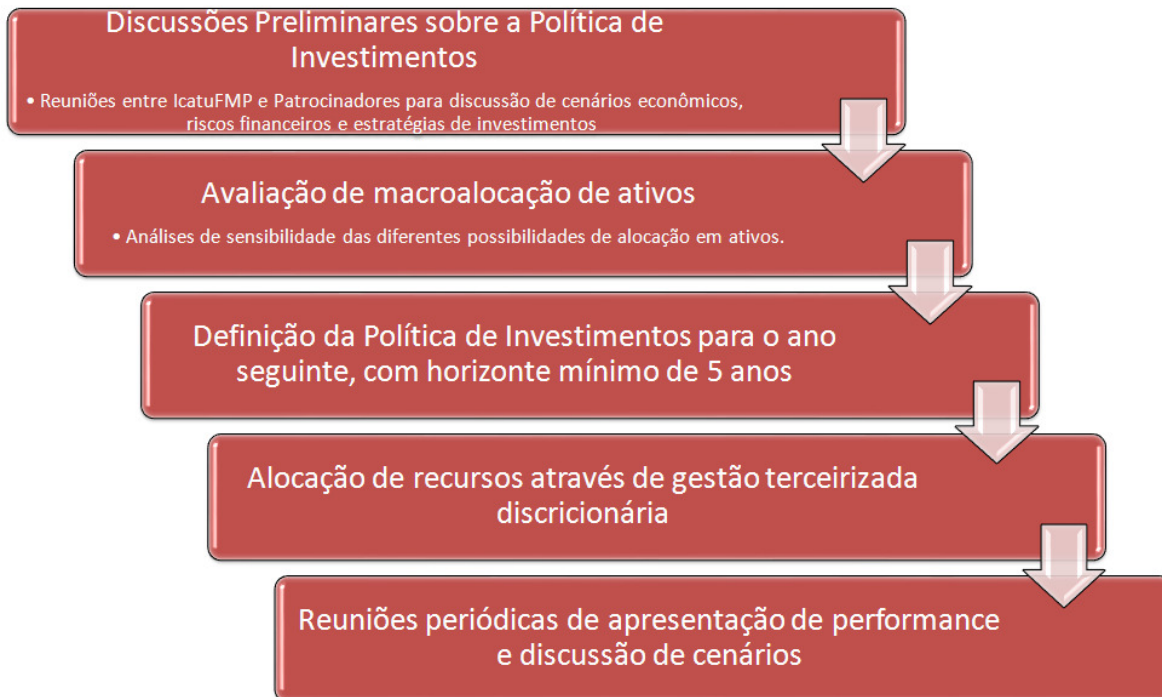 Discussões Preliminares sobre a Política de
Investimentos
• Reuniões entre IcatuFMP e Patrocinadores para discussão de cenários econômicos,
riscos financeiros e estratégias de investimentos
Avaliação de macroalocação de ativos
• Análises de sensibilidade das diferentes possibilidades de alocação em ativos.
Definição da Política de Investimentos para o ano
seguinte, com horizonte mínimo de 5 anos
Alocação de recursos através de gestão terceirizada
discricionária
Reuniões periódicas de apresentação de performance
e discussão de cenários